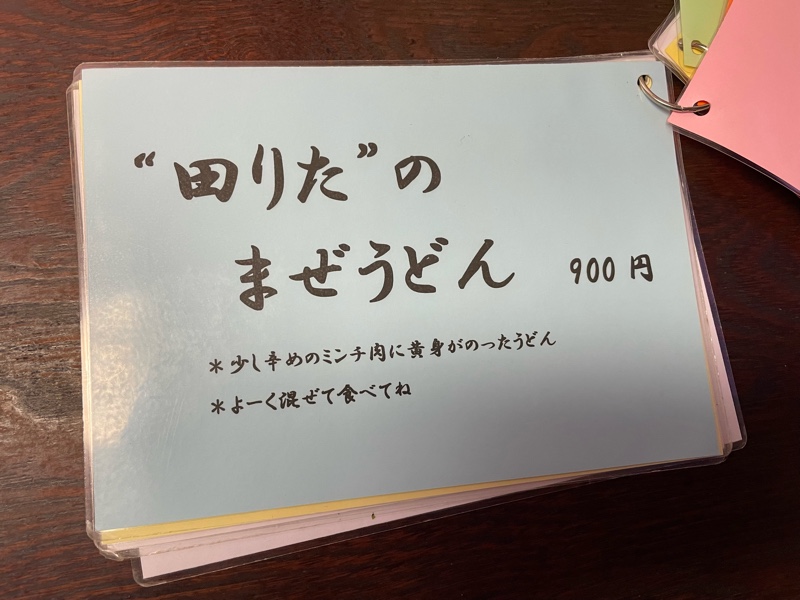 “田りた”の
まぜうどん 900円
＊少し辛めのミンチ肉に黄身がのったうどん
＊よーく混ぜて食べてね